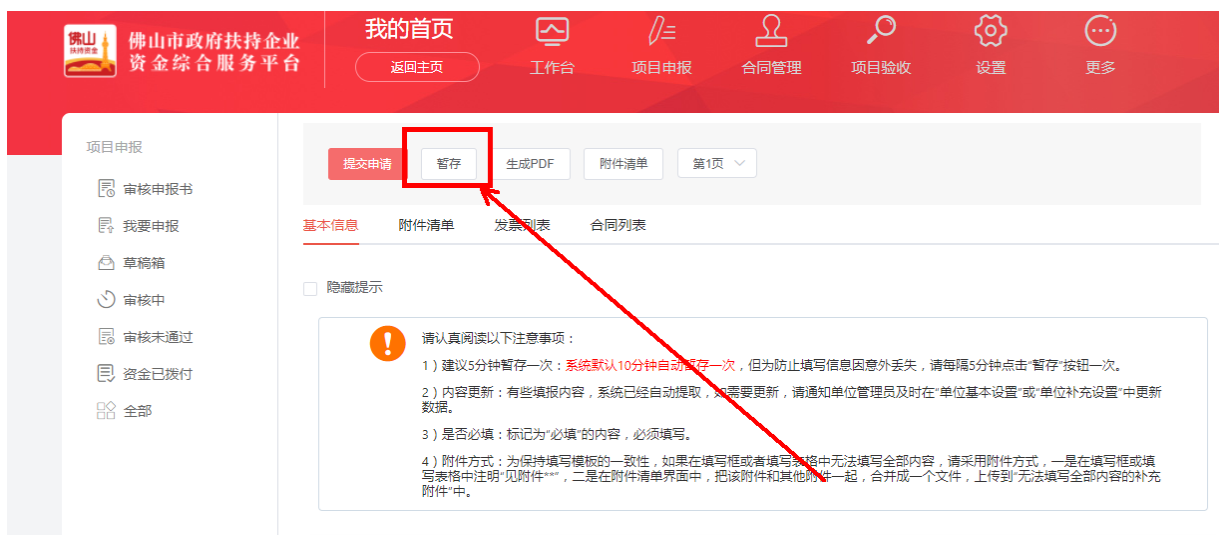 佛山
扶持资金
佛山市政府扶持企业
资金综合服务平台
我的首页
返回主页
工作台
项目申报
合同管理
项目验收
设置
更多
项目申报
审核申报书
我要申报
草稿箱
审核中
审核未通过
资金已拨付
全部
提交申请
暂存
生成PDF
附件清单
第1页
基本信息
附件清单
发票列表
合同列表
隐藏提示
请认真阅读以下注意事项：
1）建议5分钟暂存一次：系统默认10分钟自动暂存一次，但为防止填写信息因意外丢失，请每隔5分钟点击“暂存”按钮一次。
2）内容更新：有些填报内容，系统已经自动提取，如需要更新，请通知单位管理员及时在“单位基本设置”或“单位补充设置”中更新
数据。
3）是否必填：标记为“必填”的内容，必须填写。
4）附件方式：为保持填写模板的一致性，如果在填写框或者填写表格中无法填写全部内容，请采用附件方式，一是在填写框或填
写表格中注明“见附件**”，二是在附件清单界面中，把该附件和其他附件一起，合并成一个文件，上传到“无法填写全部内容的补充
附件”中。